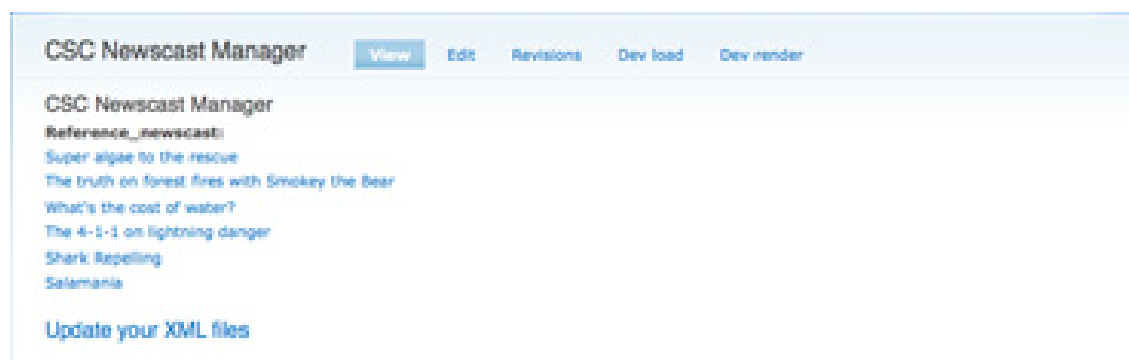 CSC Newscast Manager View Edit Revisions Dev load Dev render
CSC Newscast Manager
Reference_newscast:
Super algae to the rescue
The truth on forest fires with Smokey the Bear
What's the cost of water?
The 4-1-1 on lightning danger
Shark Repelling
Salamania
Update your XML files